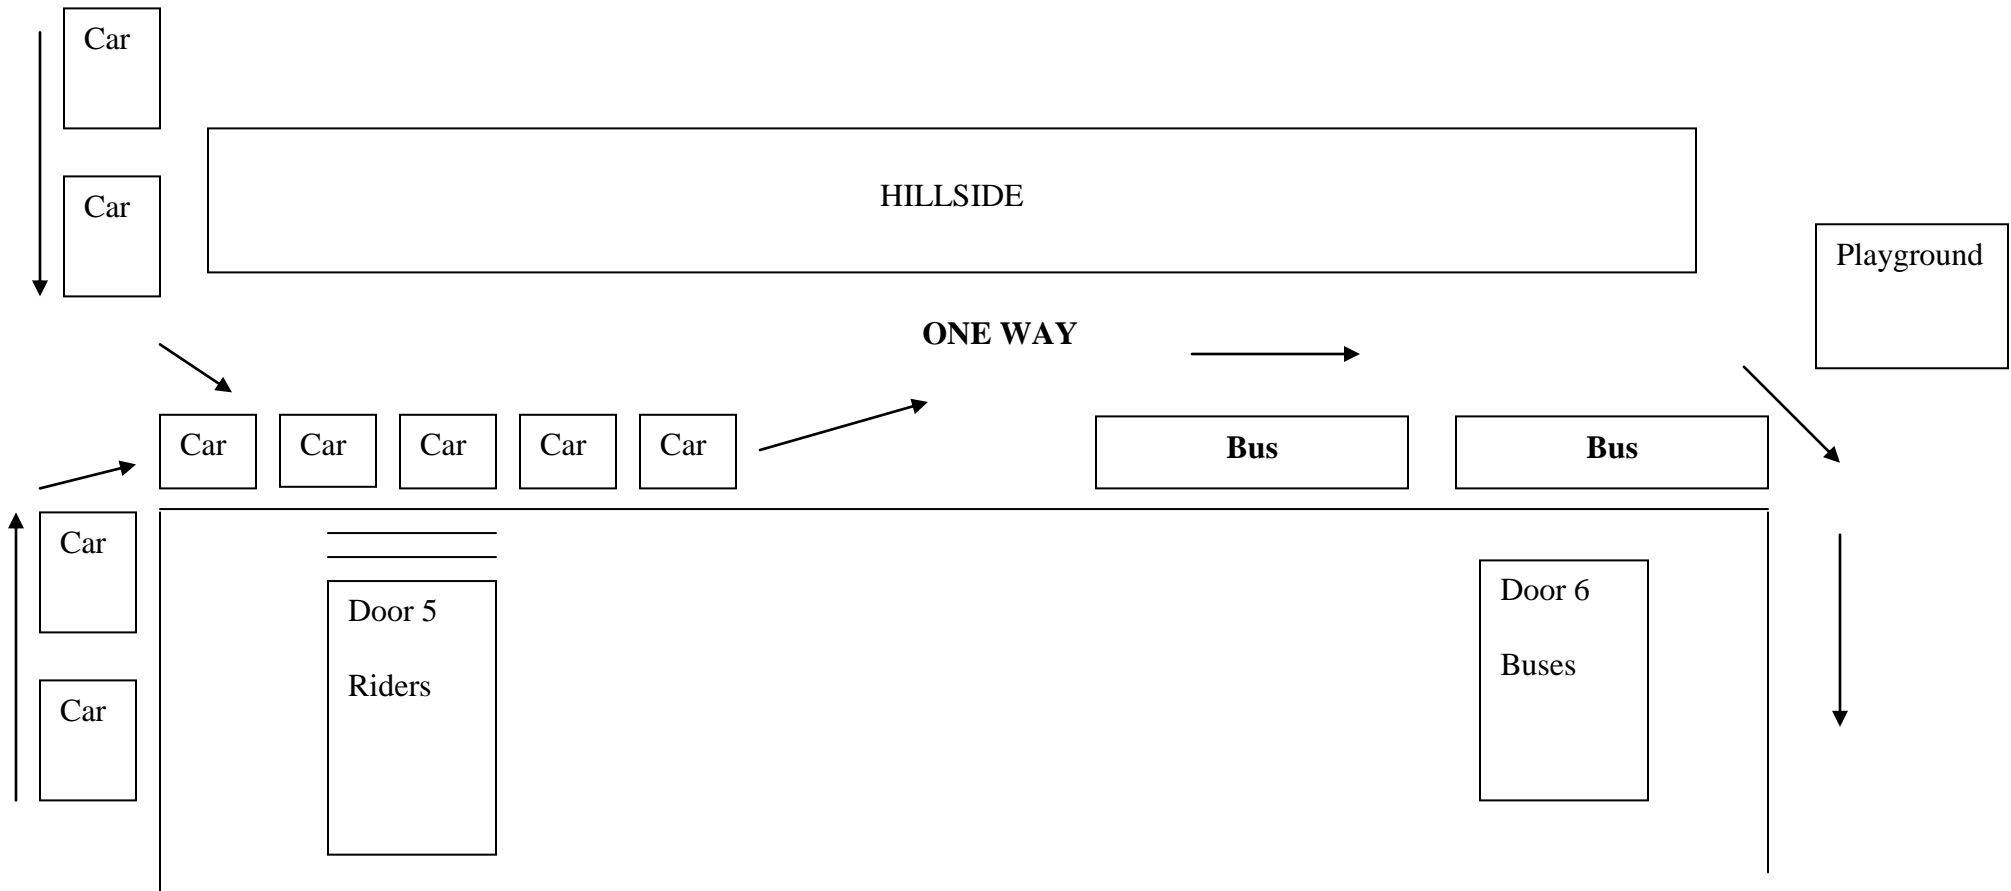 Car
HILLSIDE
Car
Playground
ONE WAY
Car
Car
Car
Car
Car
Bus
Bus
Car
Door 5
Riders
Door 6
Buses
Car